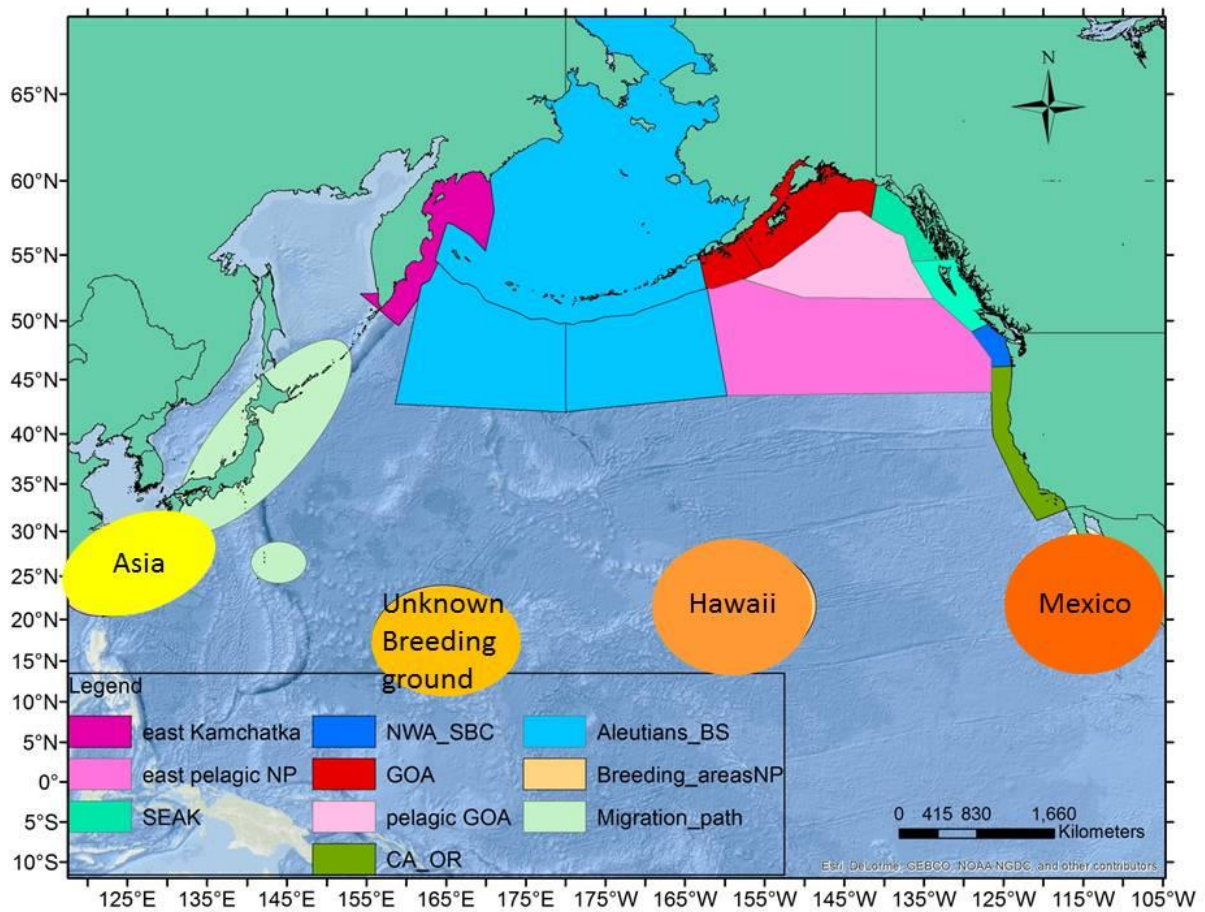 N
65°N
60°N
55°N
50°N
45°N
40°N
35°N
30°N
25°N
20°N
15°N
10°N
5°N
0°
5°S
10°S
Asia
Unknown
Breeding
ground
Hawaii
Mexico
Legend
east Kamchatka
NWA_SBC
Aleutians_BS
east pelagic NP
GOA
Breeding_areasNP
SEAK
pelagic GOA
Migration_path
CA_OR
0 415 830 1,660
Kilometers
Esri, DeLorme, GEBCO, NOAA NGDC, and other contributors
125°E 135°E 145°E 155°E 165°E 175°E 175°W 165°W 155°W 145°W 135°W 125°W 115°W 105°W